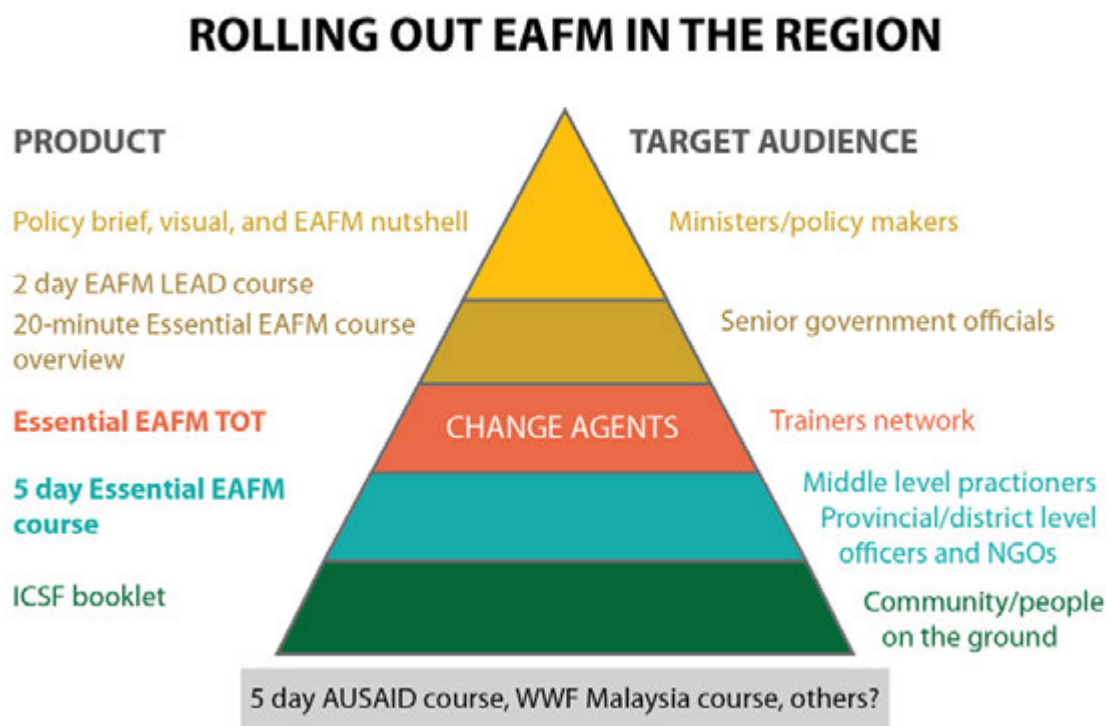 ROLLING OUT EAFM IN THE REGION
PRODUCT
TARGET AUDIENCE
Policy brief, visual, and EAFM nutshell
Ministers/policy makers
2 day EAFM LEAD course
20-minute Essential EAFM course
overview
Senior government officials
Essential EAFM TOT
CHANGE AGENTS
Trainers network
5 day Essential EAFM
course
Middle level practioners
Provincial/district level
officers and NGOs
ICSF booklet
Community/people
on the ground
5 day AUSAID course, WWF Malaysia course, others?